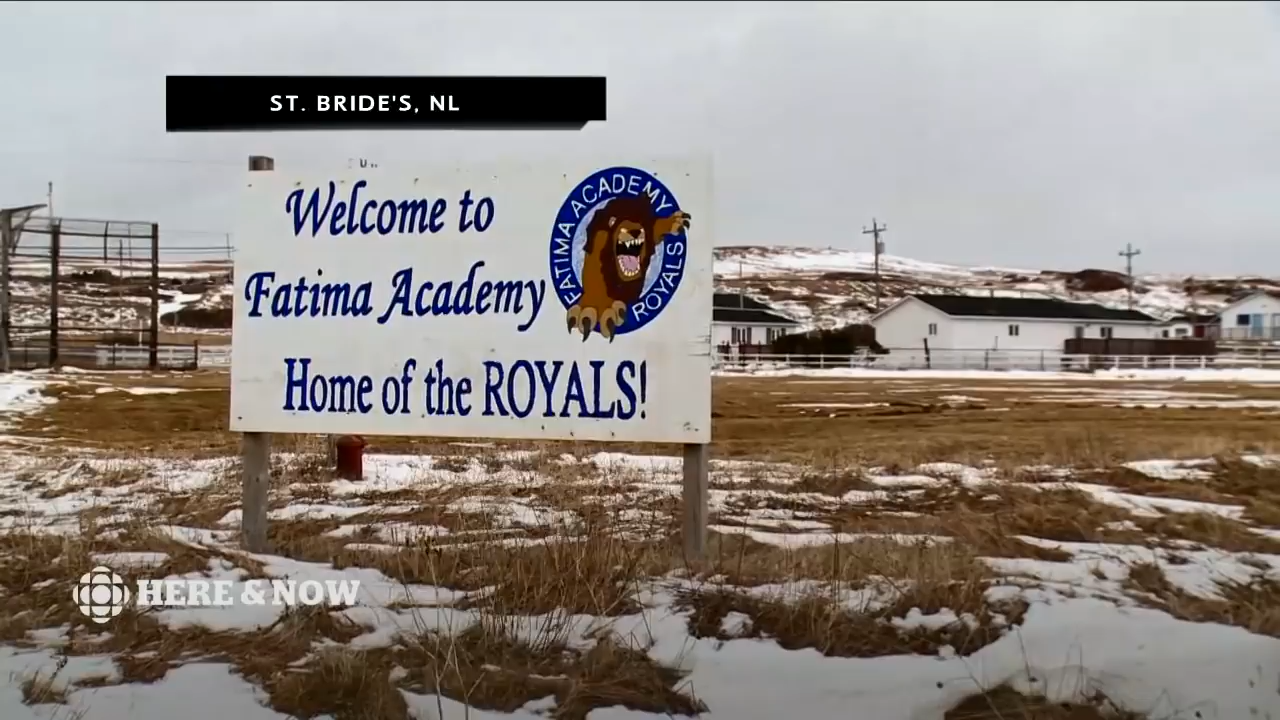 ST. BRIDE'S, NL
Welcome to
Fatima Academy
Home of the ROYALS!
FATIMA ACADEMY
ROYALS
HERE & NOW